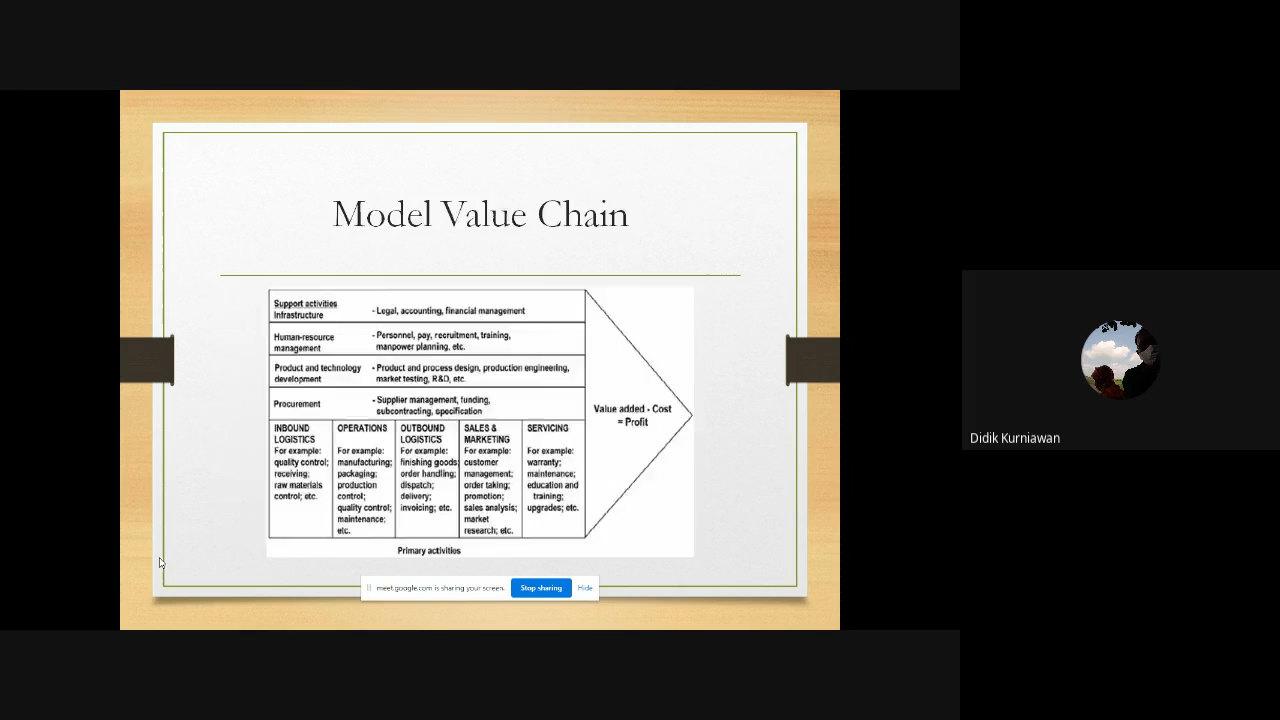 Model Value Chain
Support activities
Infrastructure
- Legal, accounting, financial management
Human-resource
management
- Personnel, pay, recruitment, training,
manpower planning, etc.
Product and technology
development
- Product and process design, production engineering,
market testing, R&D, etc.
Procurement
- Supplier management, funding,
subcontracting, specification
INBOUND
LOGISTICS
For example:
quality control;
receiving;
raw materials
control; etc.
OPERATIONS
For example:
manufacturing;
packaging;
production
control;
quality control;
maintenance;
etc.
OUTBOUND
LOGISTICS
For example:
finishing goods;
order handling;
dispatch;
delivery;
invoicing; etc.
SALES &
MARKETING
For example:
customer
management;
order taking;
promotion;
sales analysis;
market
research; etc.
SERVICING
For example:
warranty;
maintenance;
education and
training;
upgrades; etc.
Value added - Cost
= Profit
Primary activities
meet.google.com is sharing your screen.
Stop sharing
Hide
Didik Kurniawan